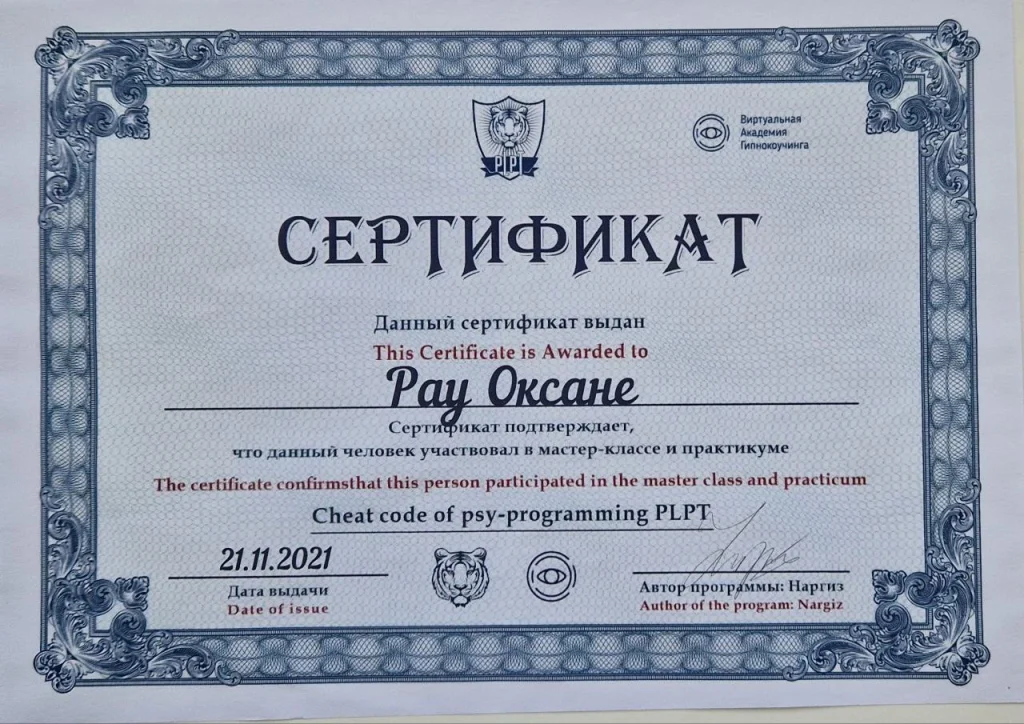 PLPT
Виртуальная
Академия
Гипнокоучинга
СЕРТИФИКАТ
Данный сертификат выдан
This Certificate is Awarded to
Рау Оксане
Сертификат подтверждает,
что данный человек участвовал в мастер-классе и практикуме
The certificate confirmsthat this person participated in the master class and practicum
Cheat code of psy-programming PLPT
21.11.2021
Дата выдачи
Date of issue
Автор программы: Наргиз
Author of the program: Nargiz